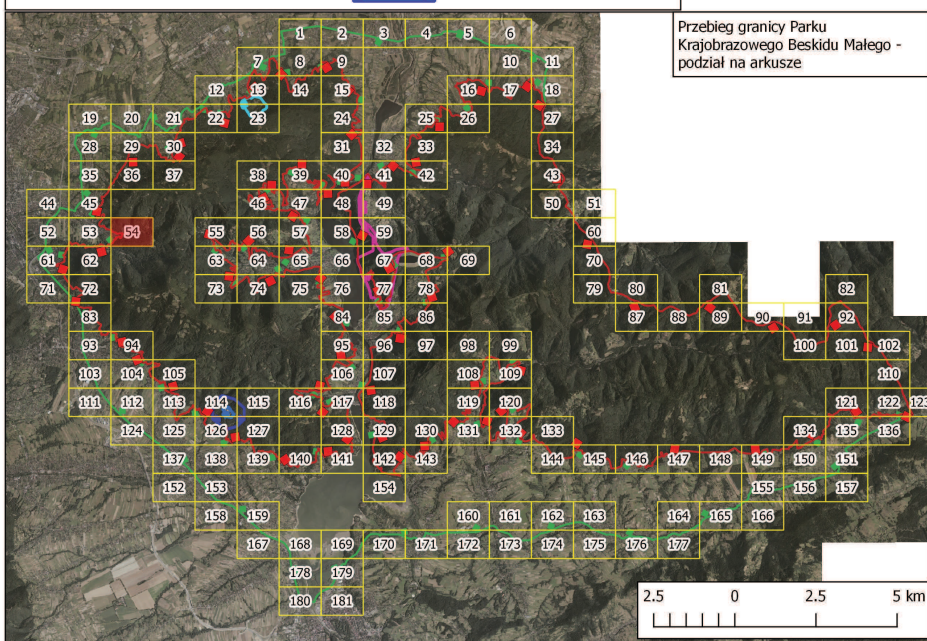 Przebieg granicy Parku
Krajobrazowego Beskidu Małego -
podział na arkusze
1 2 3 4 5 6
7 8 9 10 11
12 13 14 15 16 17 18
19 20 21 22 23 24 25 26 27
28 29 30 31 32 33 34
35 36 37 38 39 40 41 42 43
44 45 46 47 48 49 50 51
52 53 54 55 56 57 58 59 60
61 62 63 64 65 66 67 68 69 70
71 72 73 74 75 76 77 78 79 80 81 82
83 84 85 86 87 88 89 90 91 92
93 94 95 96 97 98 99 100 101 102
103 104 105 106 107 108 109 110
111 112 113 114 115 116 117 118 119 120 121 122 123
124 125 126 127 128 129 130 131 132 133 134 135 136
137 138 139 140 141 142 143 144 145 146 147 148 149 150 151
152 153 154 155 156 157
158 159 160 161 162 163 164 165 166
167 168 169 170 171 172 173 174 175 176 177
178 179
180 181
2.5 0 2.5 5 km